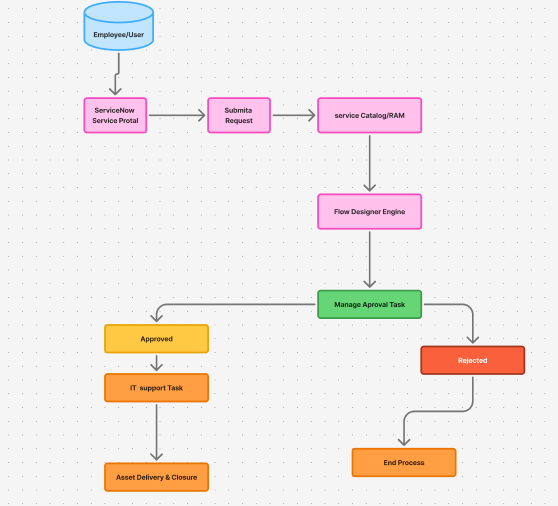 Employee/User
ServiceNow
Service Protal
Submita
Request
service Catalog/RAM
Flow Designer Engine
Manage Aproval Task
Approved
Rejected
IT support Task
End Process
Asset Delivery & Closure